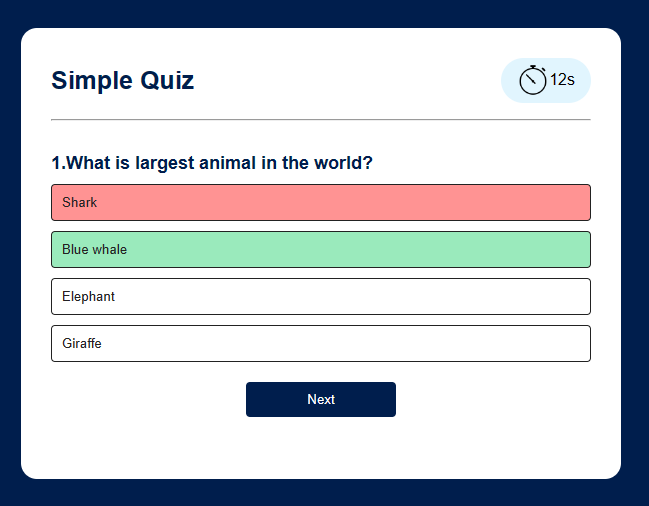 Simple Quiz
12s
1.What is largest animal in the world?
Shark
Blue whale
Elephant
Giraffe
Next